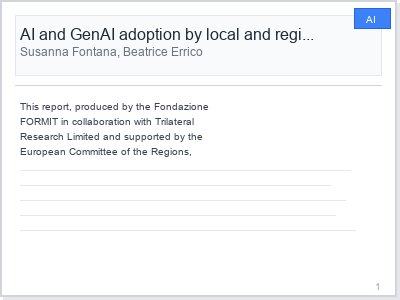 AI
AI and GenAI adoption by local and regi...
Susanna Fontana, Beatrice Errico
This report, produced by the Fondazione
FORMIT in collaboration with Trilateral
Research Limited and supported by the
European Committee of the Regions,
1